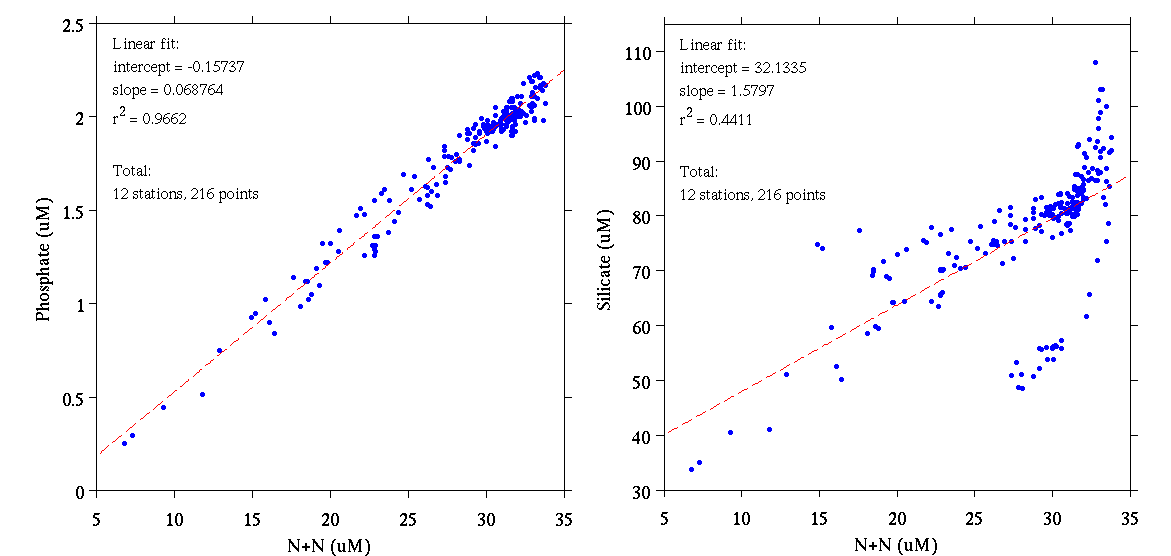 2.5
Linear fit:
intercept = -0.15737
slope = 0.068764
r2 = 0.9662
Total:
12 stations, 216 points
2
1.5
1
0.5
0
Phosphate (uM)
5 10 15 20 25 30 35
N+N (uM)
Linear fit:
intercept = 32.1335
slope = 1.5797
r2 = 0.4411
Total:
12 stations, 216 points
110
100
90
80
70
60
50
40
30
Silicate (uM)
5 10 15 20 25 30 35
N+N (uM)